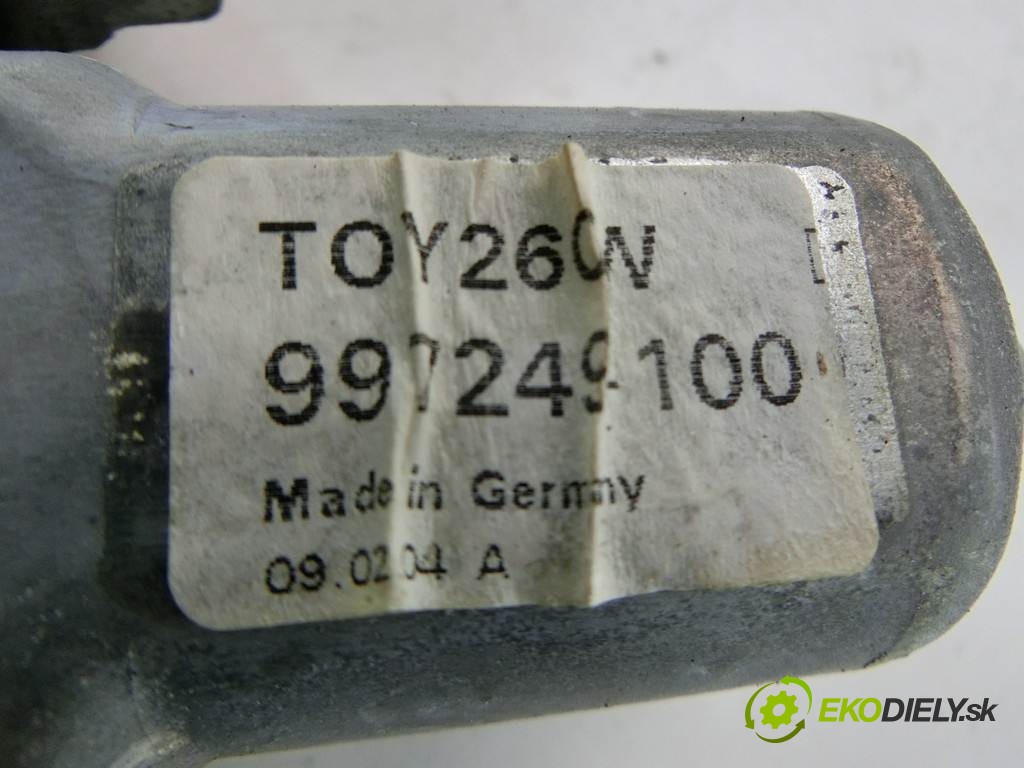 TOY260W
997249100
Made in Germny
09.02.04 A
EKODIELY.sk